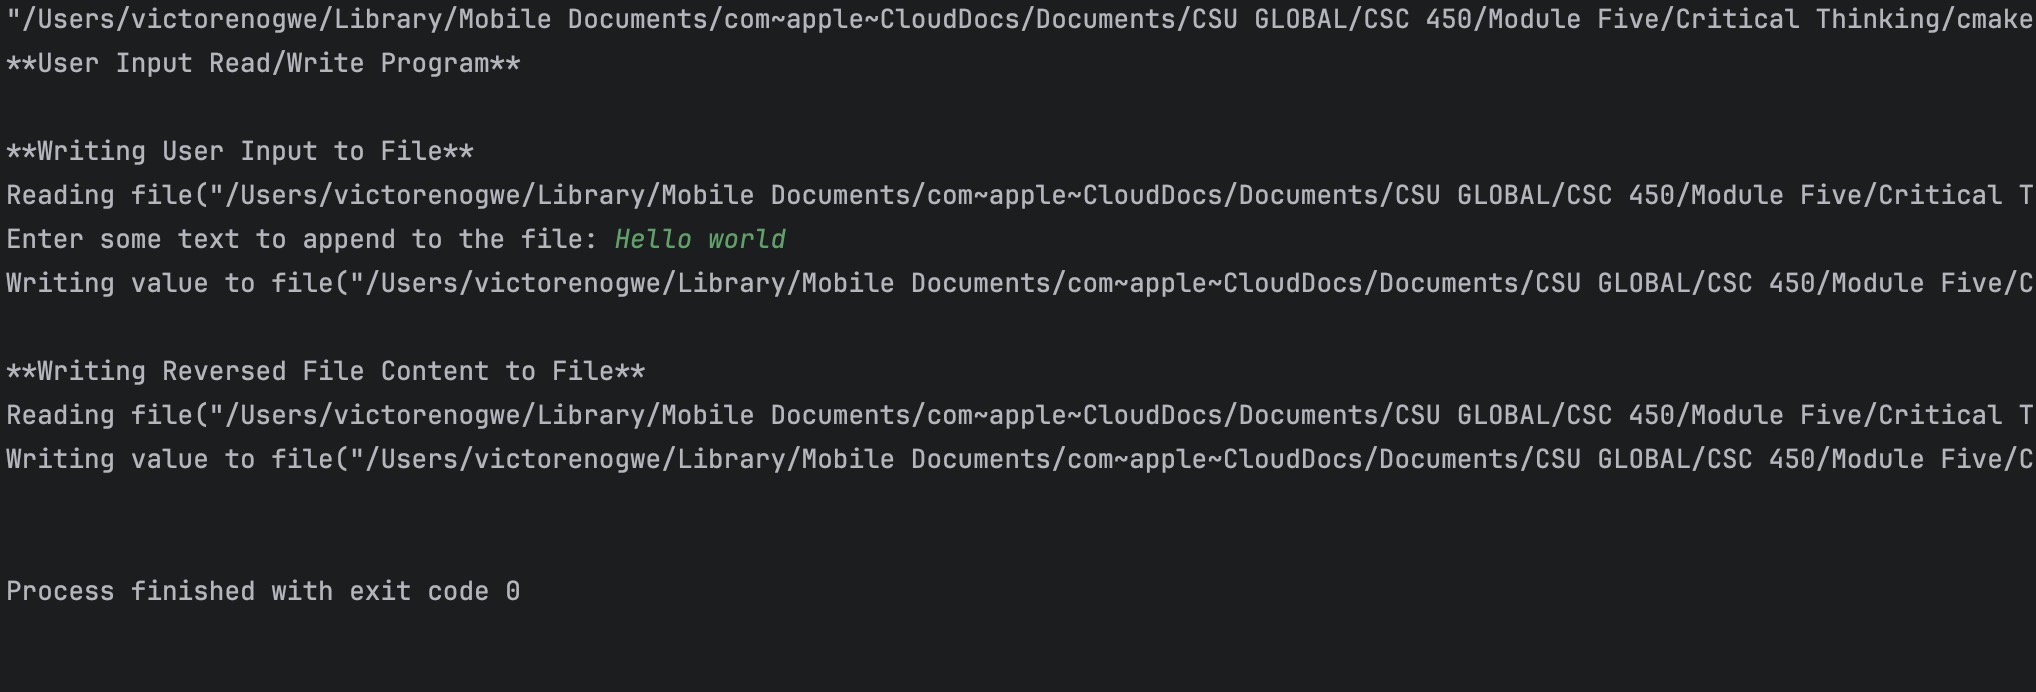 "/Users/victorenogwe/Library/Mobile Documents/com~apple~CloudDocs/Documents/CSU GLOBAL/CSC 450/Module Five/Critical Thinking/cmake
**User Input Read/Write Program**
**Writing User Input to File**
Reading file("/Users/victorenogwe/Library/Mobile Documents/com~apple~CloudDocs/Documents/CSU GLOBAL/CSC 450/Module Five/Critical T
Enter some text to append to the file: Hello world
Writing value to file("/Users/victorenogwe/Library/Mobile Documents/com~apple~CloudDocs/Documents/CSU GLOBAL/CSC 450/Module Five/C
**Writing Reversed File Content to File**
Reading file("/Users/victorenogwe/Library/Mobile Documents/com~apple~CloudDocs/Documents/CSU GLOBAL/CSC 450/Module Five/Critical T
Writing value to file("/Users/victorenogwe/Library/Mobile Documents/com~apple~CloudDocs/Documents/CSU GLOBAL/CSC 450/Module Five/C
Process finished with exit code 0